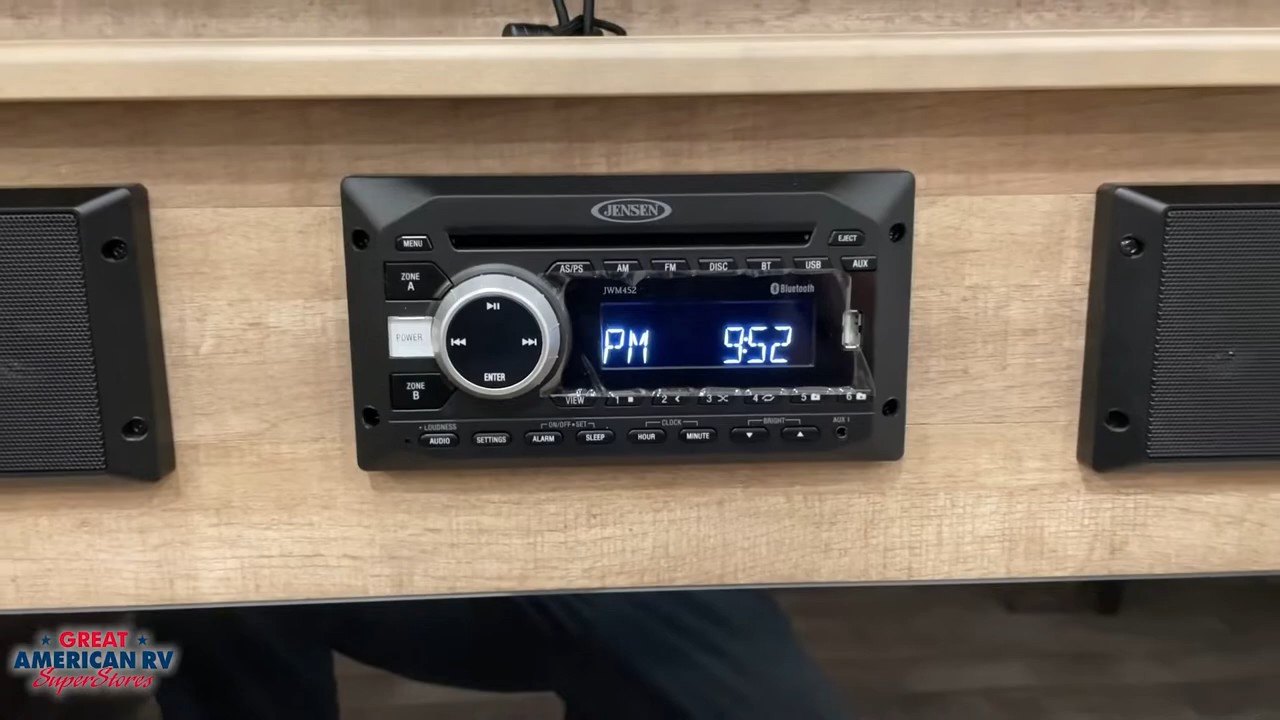 JENSEN
MENU
EJECT
ZONE
A
AS/PS AM FM DISC BT USB AUX
JWM452
Bluetooth
POWER
PM 9:52
ENTER
ZONE
B
VIEW 1 2 3 4 5 6
• LOUDNESS
ON/OFF • SET
CLOCK
BRIGHT
AUX 1
AUDIO SETTINGS ALARM SLEEP HOUR MINUTE
GREAT
AMERICAN RV
SuperStores